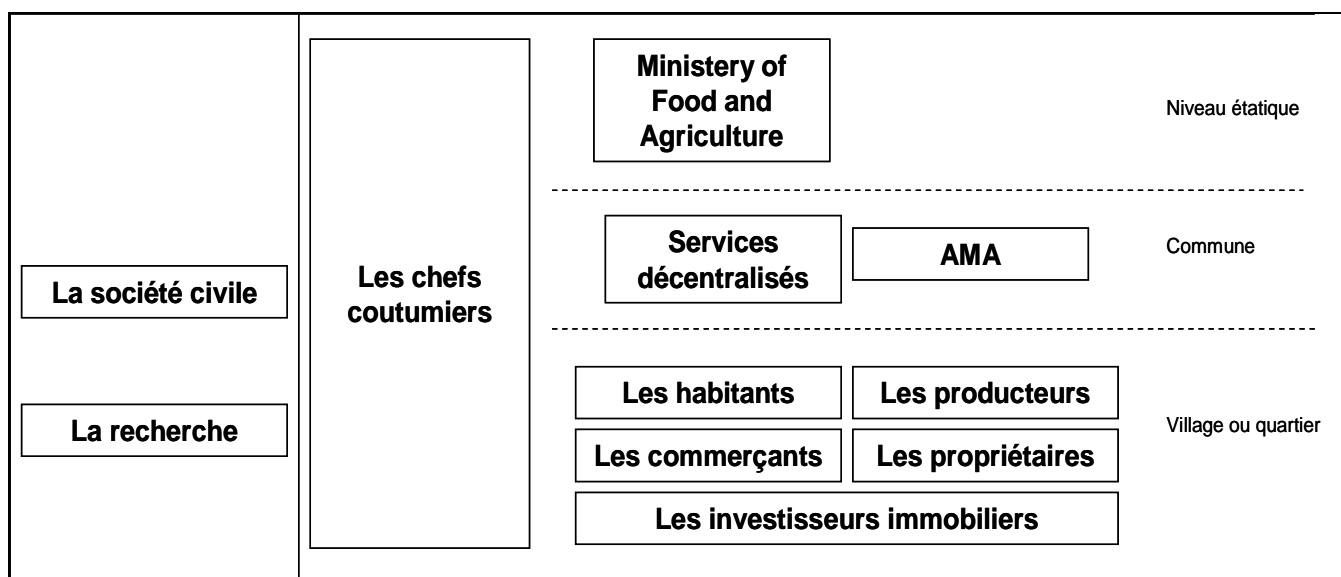 La société civile
La recherche
Les chefs
coutumiers
Ministery of
Food and
Agriculture
Niveau étatique
Services
décentralisés
AMA
Commune
Les habitants
Les producteurs
Les commerçants
Les propriétaires
Les investisseurs immobiliers
Village ou quartier